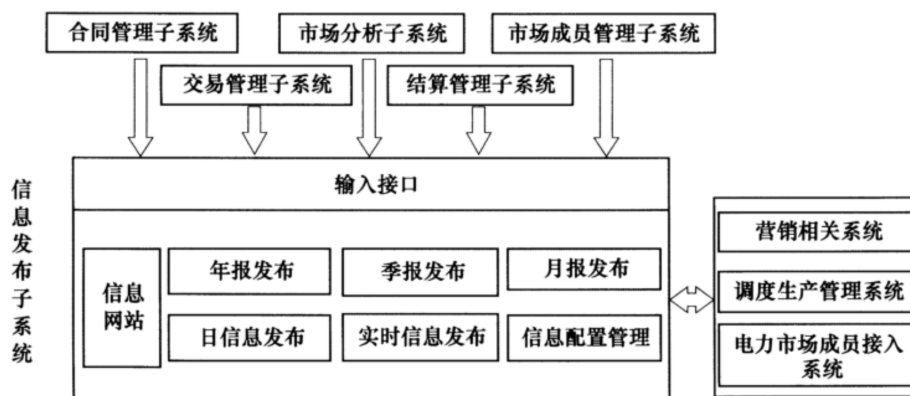 合同管理子系统
市场分析子系统
市场成员管理子系统
交易管理子系统
结算管理子系统
信息发布子系统
输入接口
信息
网站
年报发布
季报发布
月报发布
日信息发布
实时信息发布
信息配置管理
营销相关系统
调度生产管理系统
电力市场成员接入
系统